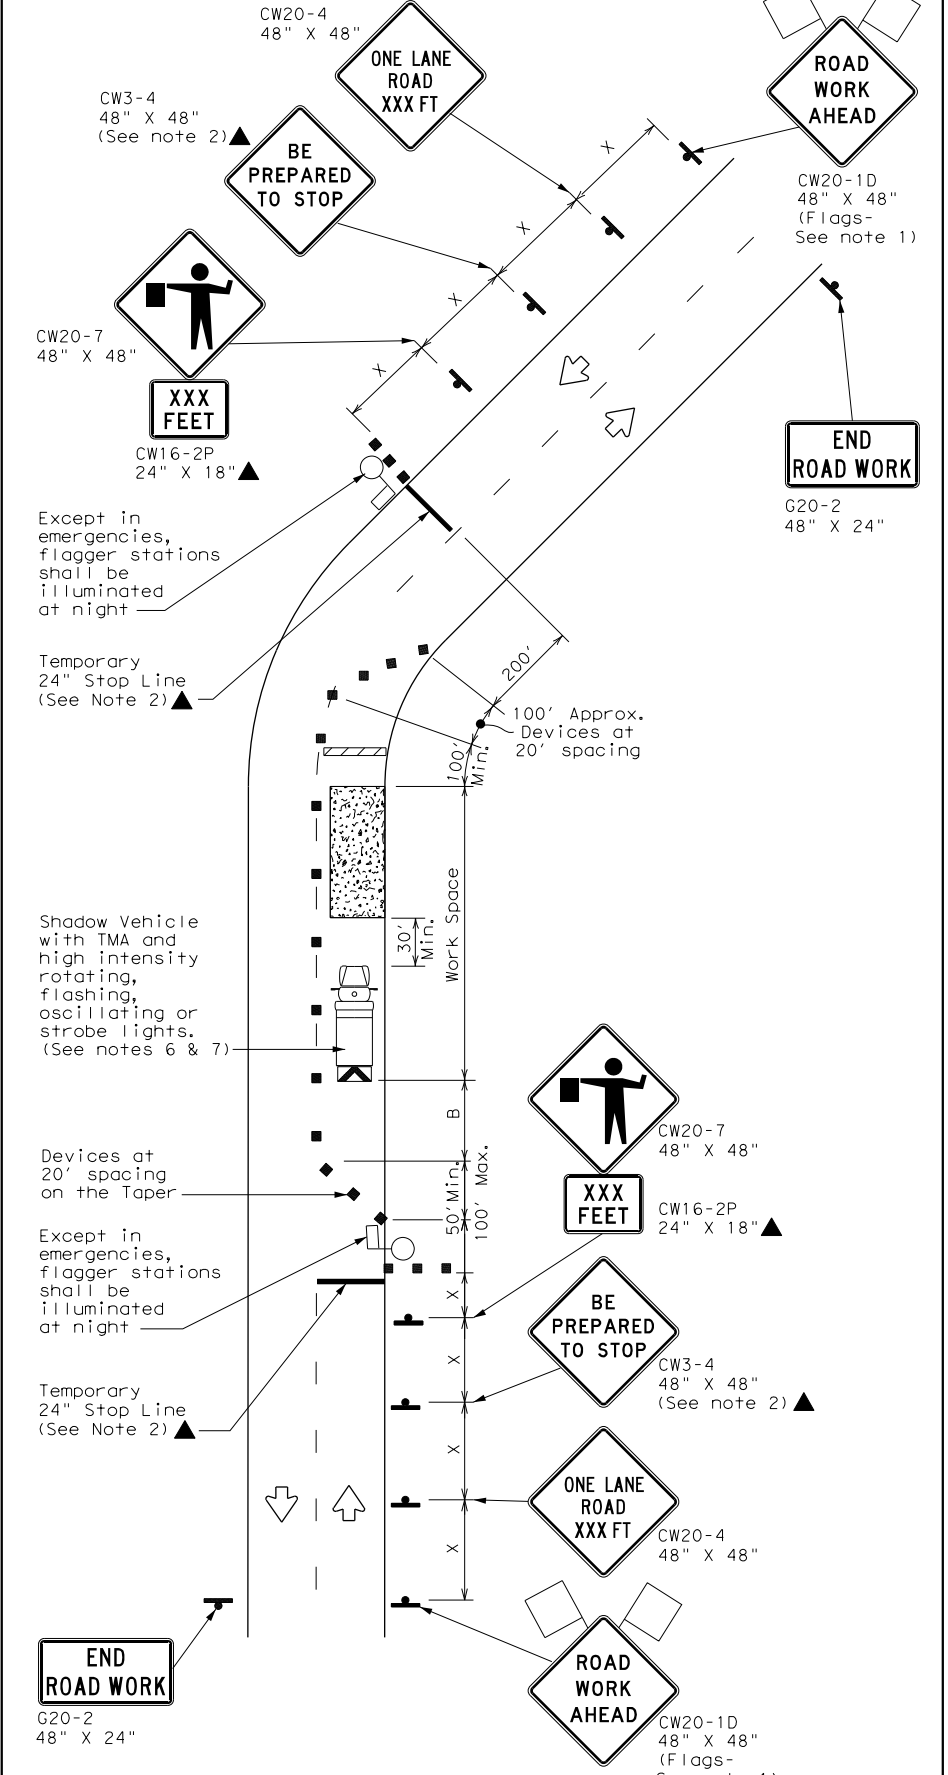 CW20-4
48" X 48"
ONE LANE
ROAD
XXX FT
ROAD
WORK
AHEAD
CW20-1D
48" X 48"
(Flags-
See note 1)
CW3-4
48" X 48"
(See note 2)
BE
PREPARED
TO STOP
X
X
X
X
CW20-7
48" X 48"
XXX
FEET
CW16-2P
24" X 18"
END
ROAD WORK
G20-2
48" X 24"
Except in
emergencies,
flagger stations
shall be
illuminated
at night
Temporary
24" Stop Line
(See Note 2)
200'
100' Approx.
Devices at
20' spacing
100'
Min.
Work Space
30'
Min.
Shadow Vehicle
with TMA and
high intensity
rotating,
flashing,
oscillating or
strobe lights.
(See notes 6 & 7)
B
50' Min.
100' Max.
Devices at
20' spacing
on the Taper
Except in
emergencies,
flagger stations
shall be
illuminated
at night
CW20-7
48" X 48"
XXX
FEET
CW16-2P
24" X 18"
X
X
X
X
BE
PREPARED
TO STOP
CW3-4
48" X 48"
(See note 2)
Temporary
24" Stop Line
(See Note 2)
ONE LANE
ROAD
XXX FT
CW20-4
48" X 48"
END
ROAD WORK
G20-2
48" X 24"
ROAD
WORK
AHEAD
CW20-1D
48" X 48"
(Flags-